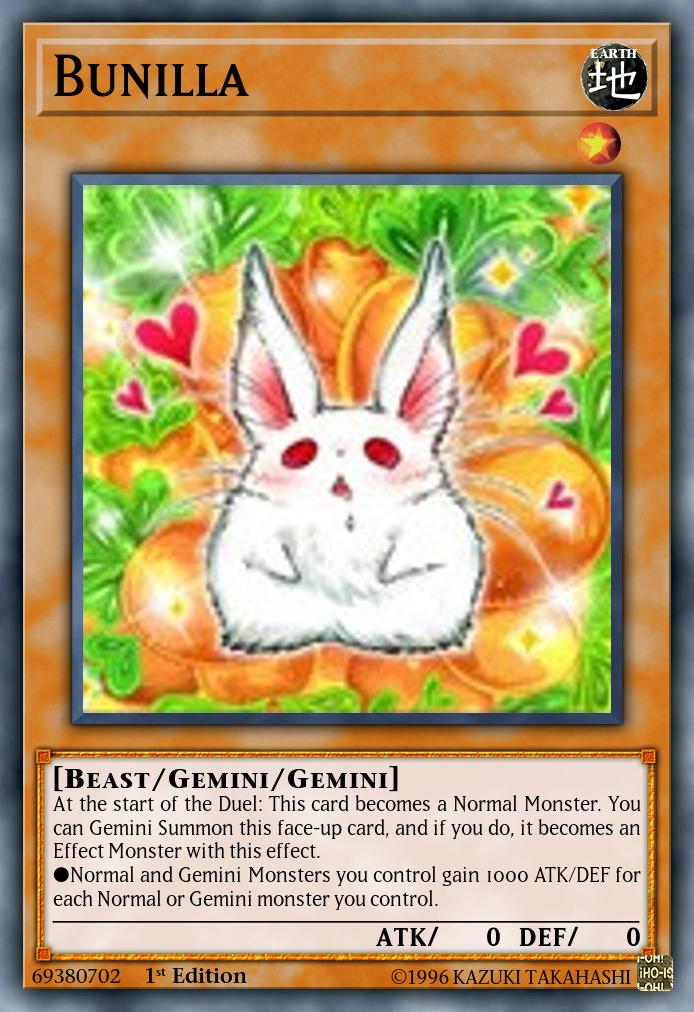 BUNILLA
EARTH
地
[BEAST/GEMINI/GEMINI]
At the start of the Duel: This card becomes a Normal Monster. You
can Gemini Summon this face-up card, and if you do, it becomes an
Effect Monster with this effect.
●Normal and Gemini Monsters you control gain 1000 ATK/DEF for
each Normal or Gemini monster you control.
ATK/ 0 DEF/ 0
69380702 1st Edition ©1996 KAZUKI TAKAHASHI